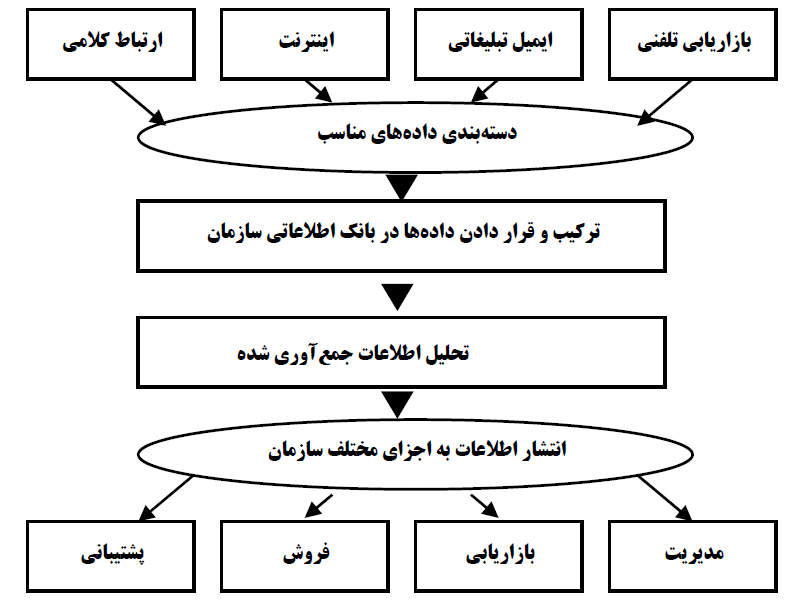 بازاریابی تلفنی
ایمیل تبلیغاتی
اینترنت
ارتباط کلامی
دسته‌بندی داده‌های مناسب
ترکیب و قرار دادن داده‌ها در بانک اطلاعاتی سازمان
تحلیل اطلاعات جمع‌آوری شده
انتشار اطلاعات به اجزای مختلف سازمان
مدیریت
بازاریابی
فروش
پشتیبانی